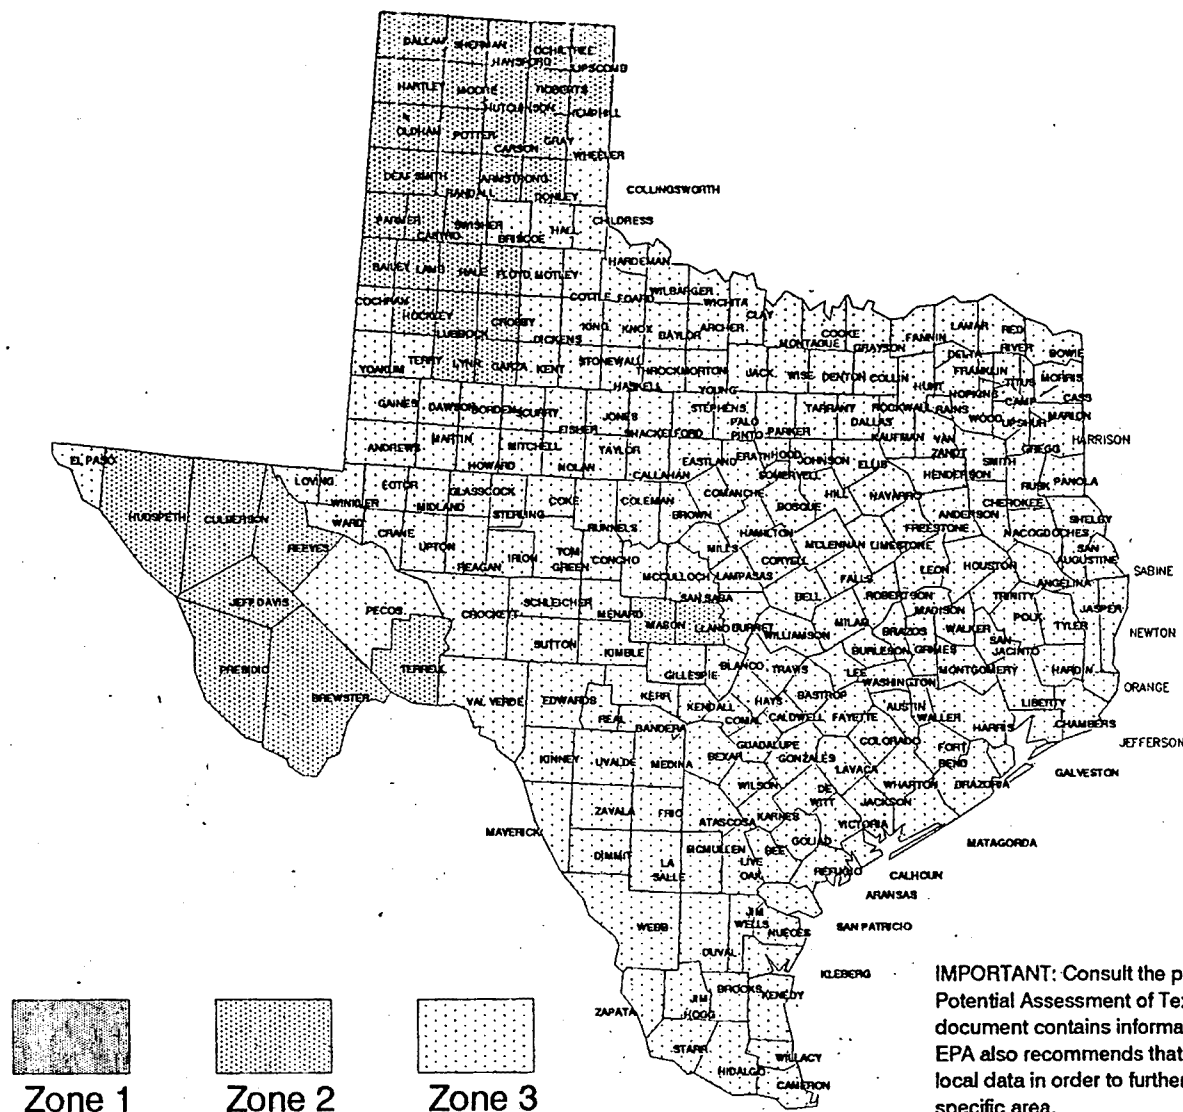 DALLAM SHERMAN OCHILTREE
HANSFORD LIPSCOMB
HARTLEY MOORE ROBERTS
HUTCHINSON HEMPHILL
OLDHAM POTTER GRAY
CARSON WHEELER
DEAF SMITH ARMSTRONG
RANDALL DONLEY COLLINGSWORTH
PARMER SWISHER HALL CHILDRESS
CASTRO BRISCOE
BAILEY LAMB HALE FLOYD MOTLEY HARDEMAN
COCHRAN COTTLE FOARD WILBARGER WICHITA
HOCKLEY CROSBY KING KNOX BAYLOR ARCHER CLAY
LUBBOCK DICKENS MONTAGUE COOKE GRAYSON FANNIN LAMAR RED
RIVER BOWIE
YOAKUM TERRY LYNN GARZA KENT STONEWALL THROCKMORTON JACK WISE DENTON COLLIN HUNT DELTA FRANKLIN TITUS MORRIS
HASKELL YOUNG HOPKINS CAMP CASS
GAINES DAWSON BORDEN SCURRY JONES STEPHENS TARRANT ROCKWALL RAINS WOOD UPSHUR MARION
FISHER SHACKELFORD PALO
PINTO PARKER DALLAS KAUFMAN VAN
ZANDT HARRISON
ANDREWS MARTIN MITCHELL TAYLOR EASTLAND ERATH HOOD JOHNSON ELLIS SMITH GREGG
EL PASO HOWARD NOLAN CALLAHAN SOMERVELL HENDERSON
LOVING WINKLER ECTOR MIDLAND GLASSCOCK STERLING COKE COLEMAN BROWN COMANCHE BOSQUE HILL NAVARRO CHEROKEE RUSK PANOLA
HUDSPETH CULBERSON WARD CRANE RUNNELS HAMILTON FREESTONE ANDERSON NACOGDOCHES SHELBY
REEVES UPTON REAGAN IRION TOM
GREEN CONCHO MILLS CORYELL MCLENNAN LIMESTONE LEON HOUSTON SAN
AUGUSTINE
MCCULLOCH LAMPASAS FALLS ANGELINA SABINE
JEFF DAVIS PECOS CROCKETT SCHLEICHER MENARD SAN SABA BELL ROBERTSON MADISON TRINITY JASPER
MASON LLANO BURRET WILLIAMSON MILAM BRAZOS WALKER POLK TYLER NEWTON
PRESIDIO TERRELL SUTTON KIMBLE BURLESON GRIMES SAN
JACINTO
BREWSTER GILLESPIE BLANCO TRAVIS LEE WASHINGTON MONTGOMERY HARDIN
VAL VERDE EDWARDS KERR KENDALL HAYS BASTROP AUSTIN LIBERTY ORANGE
REAL BANDERA COMAL CALDWELL FAYETTE WALLER HARRIS CHAMBERS
KINNEY UVALDE MEDINA BEXAR GUADALUPE GONZALES COLORADO FORT
BEND JEFFERSON
WILSON LAVACA WHARTON BRAZORIA GALVESTON
ZAVALA FRIO ATASCOSA KARNES DE
WITT JACKSON
MAVERICK VICTORIA MATAGORDA
DIMMIT LA
SALLE MCMULLEN LIVE
OAK BEE GOLIAD REFUGIO CALHOUN
ARANSAS
WEBB DUVAL JIM
WELLS NUECES SAN PATRICIO
KLEBERG
ZAPATA JIM
HOGG BROOKS KENEDY
STARR HIDALGO WILLACY
CAMERON
Zone 1 Zone 2 Zone 3
IMPORTANT: Consult the p
Potential Assessment of Te
document contains informa
EPA also recommends that
local data in order to further
specific area.